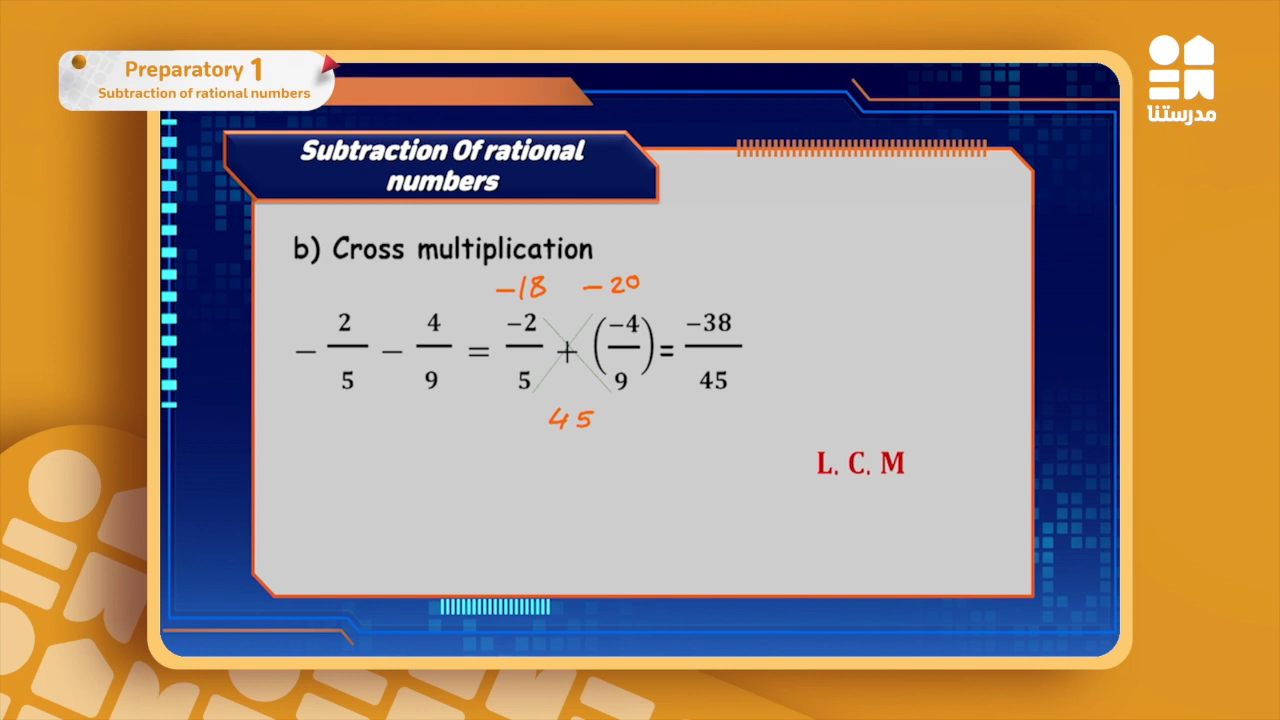 Preparatory 1
Subtraction of rational numbers
مدرستنا
Subtraction Of rational
numbers
b) Cross multiplication
-18 -20
− 2/5 − 4/9 = −2/5 + (−4/9) = −38/45
45
L. C. M